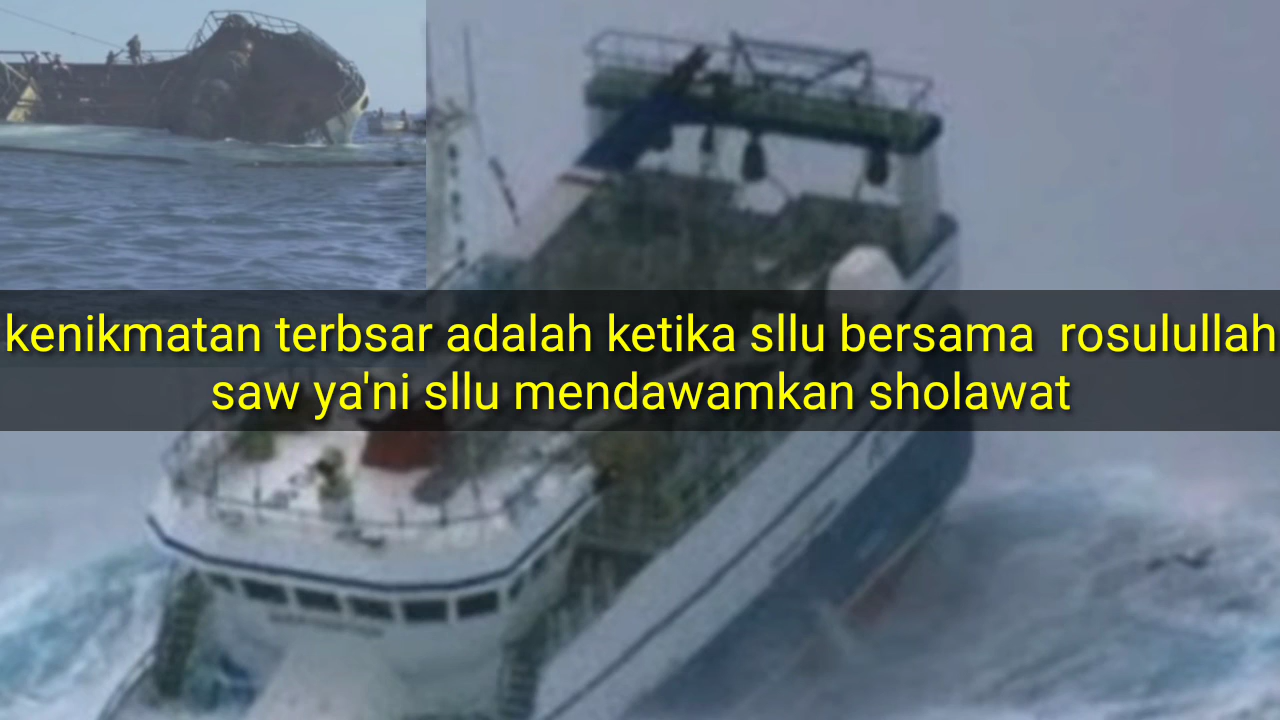 kenikmatan terbsar adalah ketika sllu bersama  rosulullah
saw ya'ni sllu mendawamkan sholawat